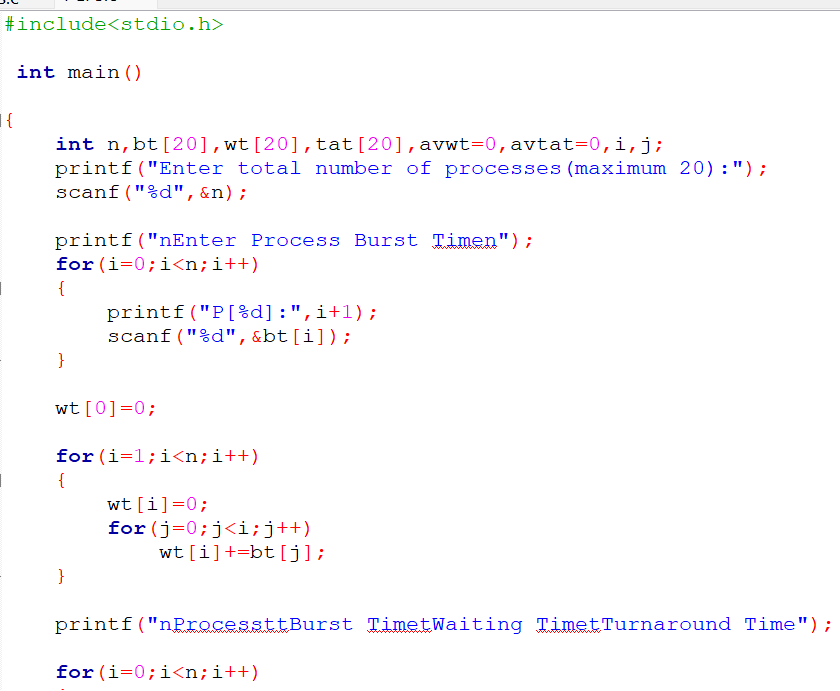 #include<stdio.h>
int main()
{
int n,bt[20],wt[20],tat[20],avwt=0,avtat=0,i,j;
printf("Enter total number of processes(maximum 20):");
scanf("%d",&n);
printf("nEnter Process Burst Timen");
for(i=0;i<n;i++)
{
printf("P[%d]:",i+1);
scanf("%d",&bt[i]);
}
wt[0]=0;
for(i=1;i<n;i++)
{
wt[i]=0;
for(j=0;j<i;j++)
wt[i]+=bt[j];
}
printf("nProcessttBurst TimetWaiting TimetTurnaround Time");
for(i=0;i<n;i++)